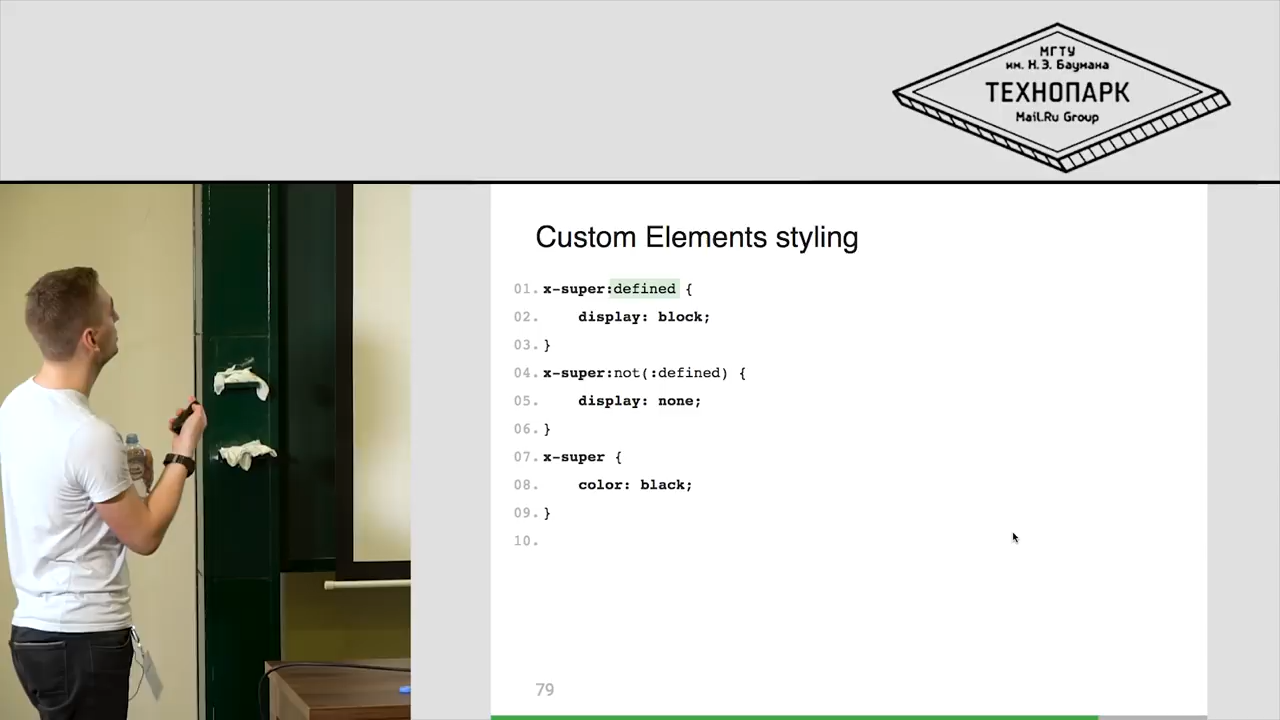 МГТУ
им. Н.Э. Баумана
ТЕХНОПАРК
Mail.Ru Group
Custom Elements styling
01. x-super:defined {
02. display: block;
03. }
04. x-super:not(:defined) {
05. display: none;
06. }
07. x-super {
08. color: black;
09. }
10.
79